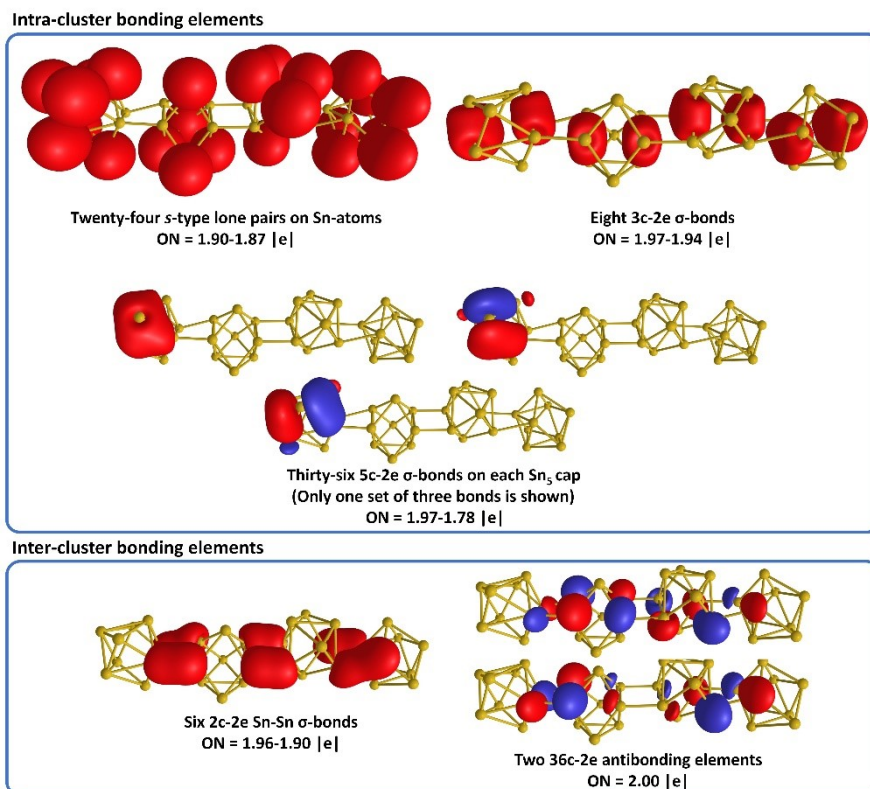 Intra-cluster bonding elements
Twenty-four s-type lone pairs on Sn-atoms
ON = 1.90-1.87 |e|
Eight 3c-2e σ-bonds
ON = 1.97-1.94 |e|
Thirty-six 5c-2e σ-bonds on each Sn₅ cap
(Only one set of three bonds is shown)
ON = 1.97-1.78 |e|
Inter-cluster bonding elements
Six 2c-2e Sn-Sn σ-bonds
ON = 1.96-1.90 |e|
Two 36c-2e antibonding elements
ON = 2.00 |e|